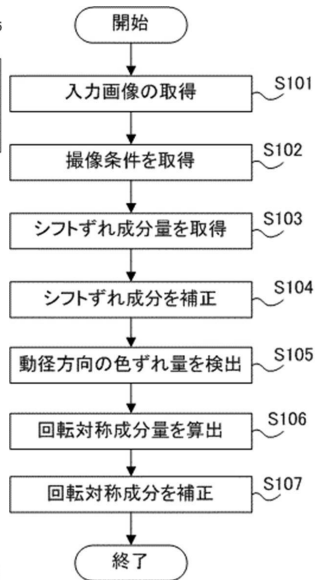 開始
入力画像の取得
S101
撮像条件を取得
S102
シフトずれ成分量を取得
S103
シフトずれ成分を補正
S104
動径方向の色ずれ量を検出
S105
回転対称成分量を算出
S106
回転対称成分を補正
S107
終了